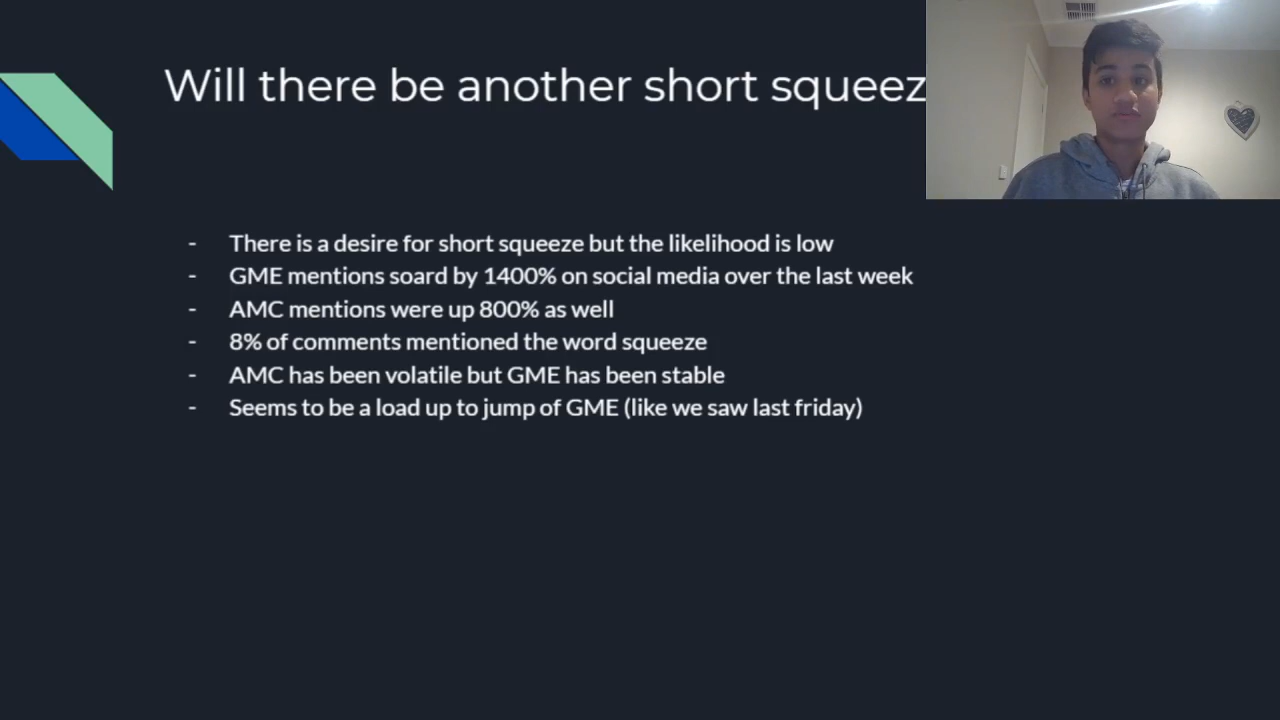 Will there be another short squeez
- There is a desire for short squeeze but the likelihood is low
- GME mentions soard by 1400% on social media over the last week
- AMC mentions were up 800% as well
- 8% of comments mentioned the word squeeze
- AMC has been volatile but GME has been stable
- Seems to be a load up to jump of GME (like we saw last friday)